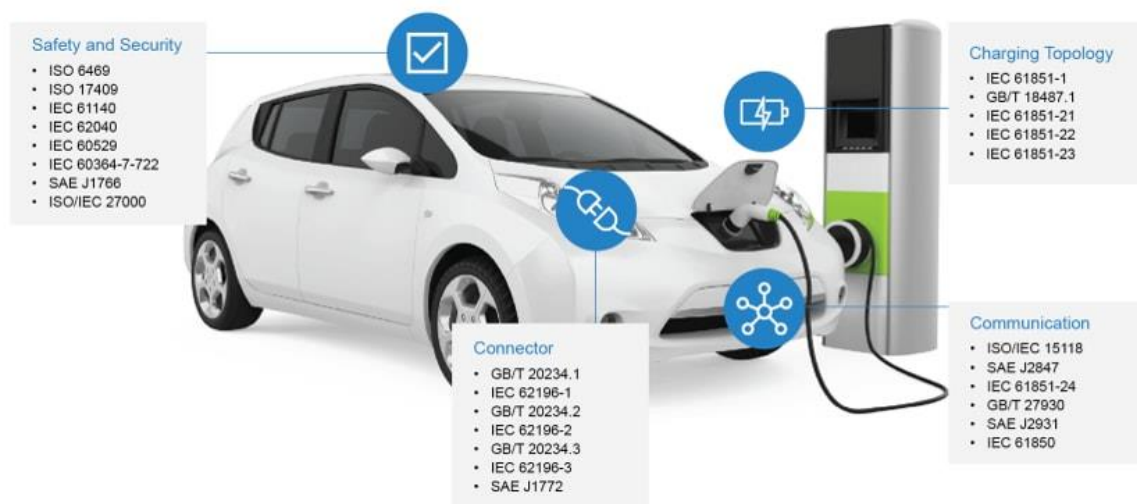 Safety and Security
• ISO 6469
• ISO 17409
• IEC 61140
• IEC 62040
• IEC 60529
• IEC 60364-7-722
• SAE J1766
• ISO/IEC 27000
Charging Topology
• IEC 61851-1
• GB/T 18487.1
• IEC 61851-21
• IEC 61851-22
• IEC 61851-23
Connector
• GB/T 20234.1
• IEC 62196-1
• GB/T 20234.2
• IEC 62196-2
• GB/T 20234.3
• IEC 62196-3
• SAE J1772
Communication
• ISO/IEC 15118
• SAE J2847
• IEC 61851-24
• GB/T 27930
• SAE J2931
• IEC 61850